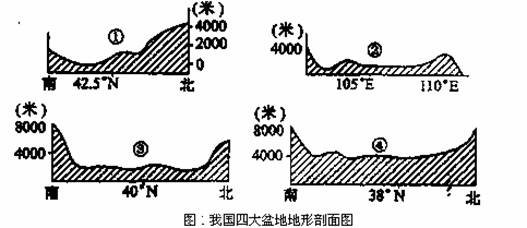 (米)
4000
2000
0
①
南
42.5°N
北
(米)
4000
②
105°E
110°E
(米)
8000
4000
③
南
40°N
北
(米)
8000
4000
④
南
38°N
北
图：我国四大盆地地形剖面图